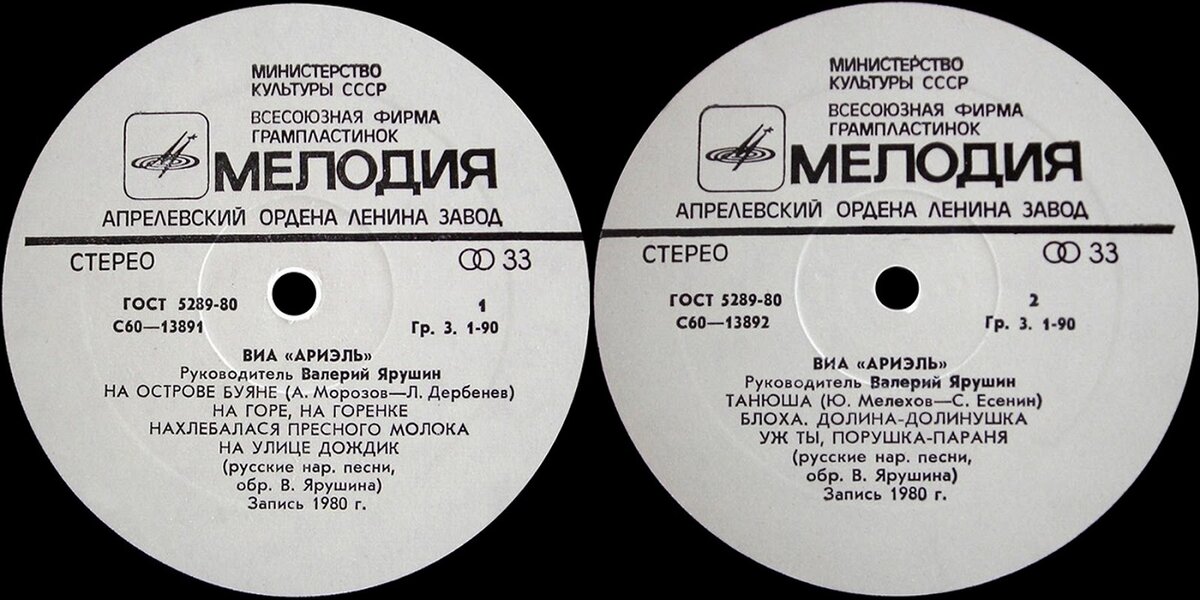 МИНИСТЕРСТВО
КУЛЬТУРЫ СССР
ВСЕСОЮЗНАЯ ФИРМА
ГРАМПЛАСТИНОК
МЕЛОДИЯ
АПРЕЛЕВСКИЙ ОРДЕНА ЛЕНИНА ЗАВОД
СТЕРЕО 33
ГОСТ 5289-80 1
С60—13891 Гр. 3. 1-90
ВИА «АРИЭЛЬ»
Руководитель Валерий Ярушин
НА ОСТРОВЕ БУЯНЕ (А. Морозов—Л. Дербенев)
НА ГОРЕ, НА ГОРЕНКЕ
НАХЛЕБАЛАСЯ ПРЕСНОГО МОЛОКА
НА УЛИЦЕ ДОЖДИК
(русские нар. песни,
обр. В. Ярушина)
Запись 1980 г.
МИНИСТЕРСТВО
КУЛЬТУРЫ СССР
ВСЕСОЮЗНАЯ ФИРМА
ГРАМПЛАСТИНОК
МЕЛОДИЯ
АПРЕЛЕВСКИЙ ОРДЕНА ЛЕНИНА ЗАВОД
СТЕРЕО 33
ГОСТ 5289-80 2
С60—13892 Гр. 3. 1-90
ВИА «АРИЭЛЬ»
Руководитель Валерий Ярушин
ТАНЮША (Ю. Мелехов—С. Есенин)
БЛОХА. ДОЛИНА-ДОЛИНУШКА
УЖ ТЫ, ПОРУШКА-ПАРАНЯ
(русские нар. песни,
обр. В. Ярушина)
Запись 1980 г.